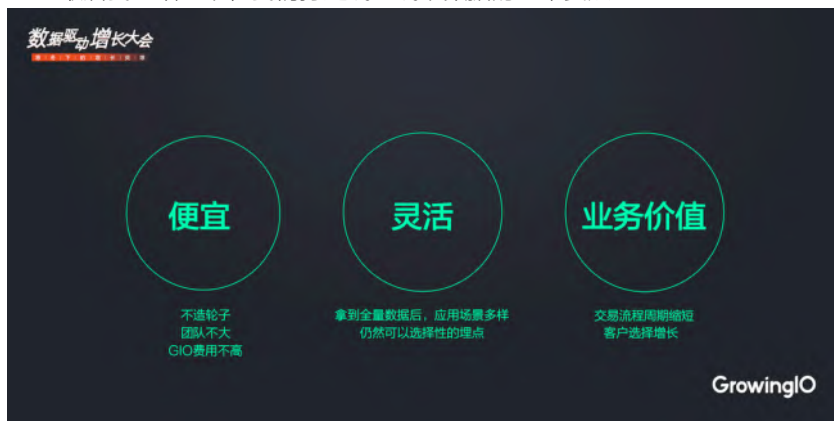 数据驱动增长大会
便宜
灵活
业务价值
不造轮子
团队不大
GIO费用不高
拿到全量数据后，应用场景多样
仍然可以选择性的埋点
交易流程周期缩短
客户选择增长
GrowingIO